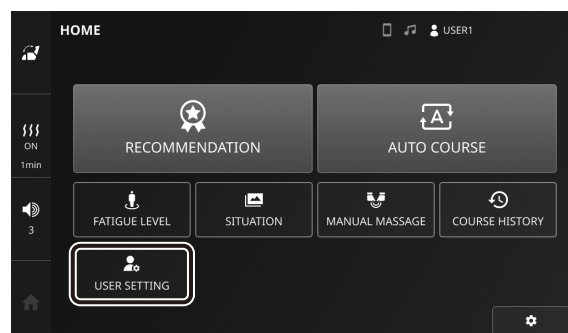 HOME
USER1
ON
1min
3
RECOMMENDATION
AUTO COURSE
FATIGUE LEVEL
SITUATION
MANUAL MASSAGE
COURSE HISTORY
USER SETTING